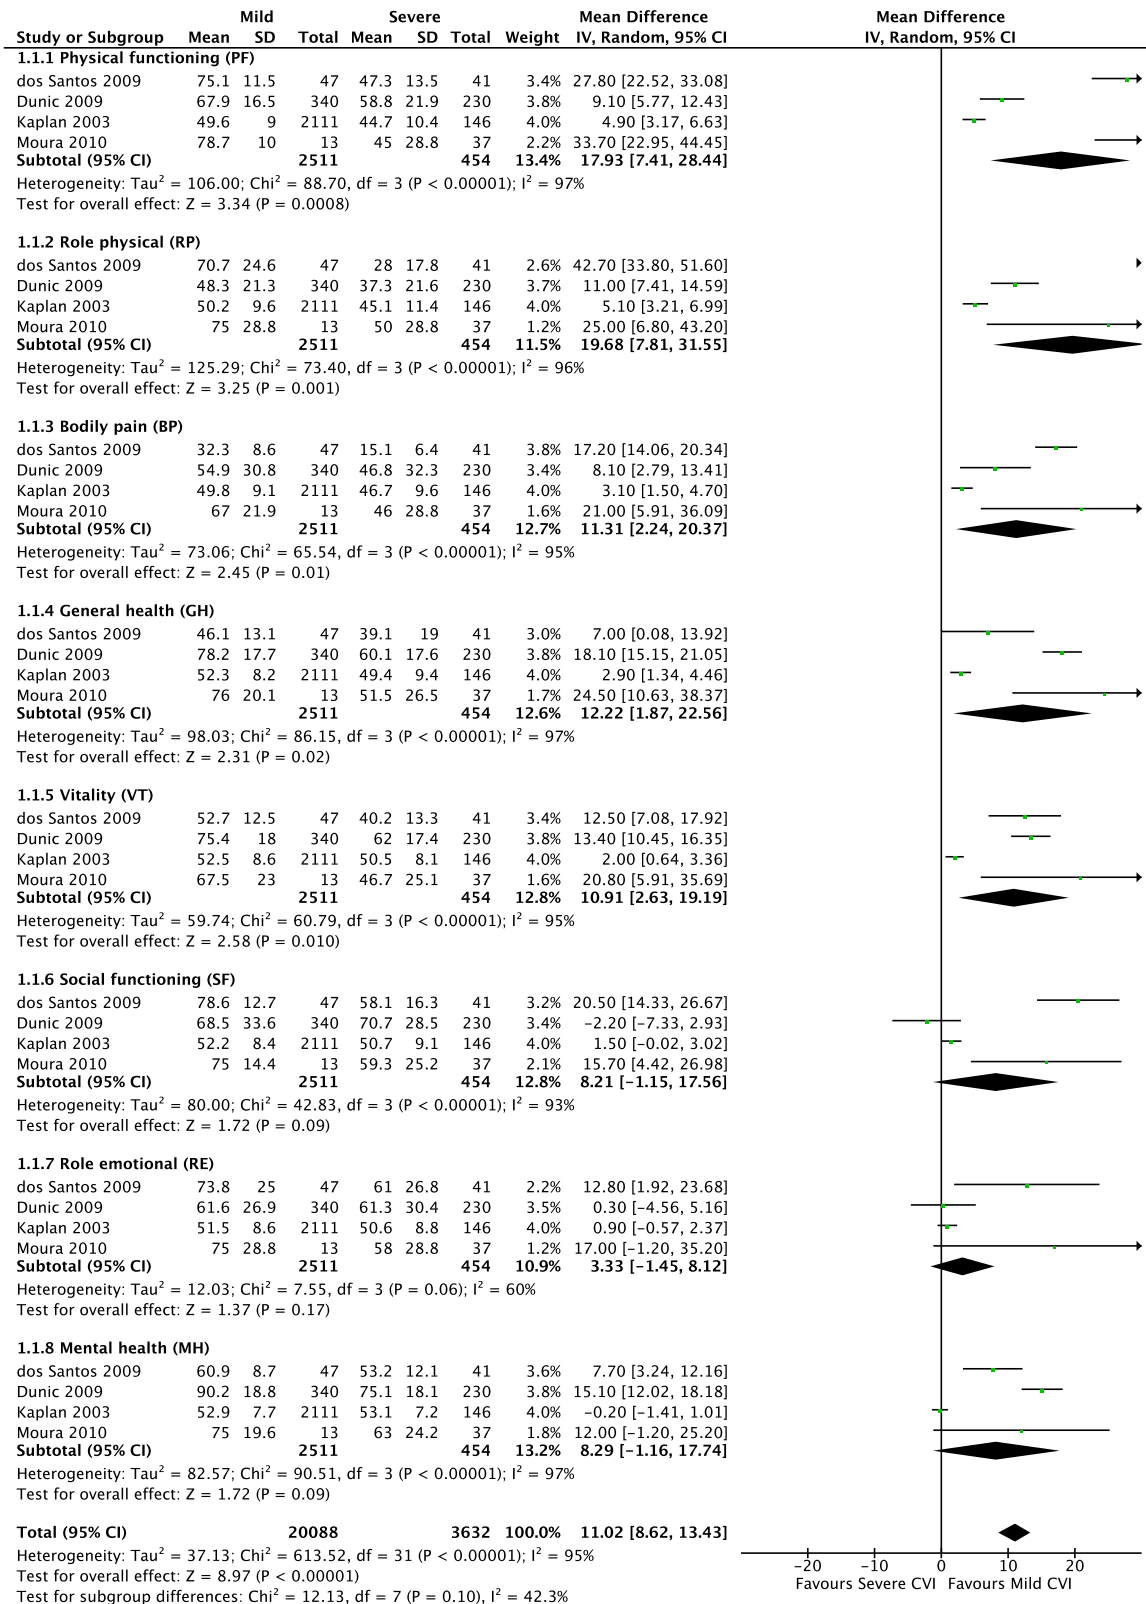 Mild Severe Mean Difference Mean Difference
Study or Subgroup Mean SD Total Mean SD Total Weight IV, Random, 95% CI IV, Random, 95% CI
1.1.1 Physical functioning (PF)
dos Santos 2009 75.1 11.5 47 47.3 13.5 41 3.4% 27.80 [22.52, 33.08]
Dunic 2009 67.9 16.5 340 58.8 21.9 230 3.8% 9.10 [5.77, 12.43]
Kaplan 2003 49.6 9 2111 44.7 10.4 146 4.0% 4.90 [3.17, 6.63]
Moura 2010 78.7 10 13 45 28.8 37 2.2% 33.70 [22.95, 44.45]
Subtotal (95% CI) 2511 454 13.4% 17.93 [7.41, 28.44]
Heterogeneity: Tau² = 106.00; Chi² = 88.70, df = 3 (P < 0.00001); I² = 97%
Test for overall effect: Z = 3.34 (P = 0.0008)
1.1.2 Role physical (RP)
dos Santos 2009 70.7 24.6 47 28 17.8 41 2.6% 42.70 [33.80, 51.60]
Dunic 2009 48.3 21.3 340 37.3 21.6 230 3.7% 11.00 [7.41, 14.59]
Kaplan 2003 50.2 9.6 2111 45.1 11.4 146 4.0% 5.10 [3.21, 6.99]
Moura 2010 75 28.8 13 50 28.8 37 1.2% 25.00 [6.80, 43.20]
Subtotal (95% CI) 2511 454 11.5% 19.68 [7.81, 31.55]
Heterogeneity: Tau² = 125.29; Chi² = 73.40, df = 3 (P < 0.00001); I² = 96%
Test for overall effect: Z = 3.25 (P = 0.001)
1.1.3 Bodily pain (BP)
dos Santos 2009 32.3 8.6 47 15.1 6.4 41 3.8% 17.20 [14.06, 20.34]
Dunic 2009 54.9 30.8 340 46.8 32.3 230 3.4% 8.10 [2.79, 13.41]
Kaplan 2003 49.8 9.1 2111 46.7 9.6 146 4.0% 3.10 [1.50, 4.70]
Moura 2010 67 21.9 13 46 28.8 37 1.6% 21.00 [5.91, 36.09]
Subtotal (95% CI) 2511 454 12.7% 11.31 [2.24, 20.37]
Heterogeneity: Tau² = 73.06; Chi² = 65.54, df = 3 (P < 0.00001); I² = 95%
Test for overall effect: Z = 2.45 (P = 0.01)
1.1.4 General health (GH)
dos Santos 2009 46.1 13.1 47 39.1 19 41 3.0% 7.00 [0.08, 13.92]
Dunic 2009 78.2 17.7 340 60.1 17.6 230 3.8% 18.10 [15.15, 21.05]
Kaplan 2003 52.3 8.2 2111 49.4 9.4 146 4.0% 2.90 [1.34, 4.46]
Moura 2010 76 20.1 13 51.5 26.5 37 1.7% 24.50 [10.63, 38.37]
Subtotal (95% CI) 2511 454 12.6% 12.22 [1.87, 22.56]
Heterogeneity: Tau² = 98.03; Chi² = 86.15, df = 3 (P < 0.00001); I² = 97%
Test for overall effect: Z = 2.31 (P = 0.02)
1.1.5 Vitality (VT)
dos Santos 2009 52.7 12.5 47 40.2 13.3 41 3.4% 12.50 [7.08, 17.92]
Dunic 2009 75.4 18 340 62 17.4 230 3.8% 13.40 [10.45, 16.35]
Kaplan 2003 52.5 8.6 2111 50.5 8.1 146 4.0% 2.00 [0.64, 3.36]
Moura 2010 67.5 23 13 46.7 25.1 37 1.6% 20.80 [5.91, 35.69]
Subtotal (95% CI) 2511 454 12.8% 10.91 [2.63, 19.19]
Heterogeneity: Tau² = 59.74; Chi² = 60.79, df = 3 (P < 0.00001); I² = 95%
Test for overall effect: Z = 2.58 (P = 0.010)
1.1.6 Social functioning (SF)
dos Santos 2009 78.6 12.7 47 58.1 16.3 41 3.2% 20.50 [14.33, 26.67]
Dunic 2009 68.5 33.6 340 70.7 28.5 230 3.4% −2.20 [−7.33, 2.93]
Kaplan 2003 52.2 8.4 2111 50.7 9.1 146 4.0% 1.50 [−0.02, 3.02]
Moura 2010 75 14.4 13 59.3 25.2 37 2.1% 15.70 [4.42, 26.98]
Subtotal (95% CI) 2511 454 12.8% 8.21 [−1.15, 17.56]
Heterogeneity: Tau² = 80.00; Chi² = 42.83, df = 3 (P < 0.00001); I² = 93%
Test for overall effect: Z = 1.72 (P = 0.09)
1.1.7 Role emotional (RE)
dos Santos 2009 73.8 25 47 61 26.8 41 2.2% 12.80 [1.92, 23.68]
Dunic 2009 61.6 26.9 340 61.3 30.4 230 3.5% 0.30 [−4.56, 5.16]
Kaplan 2003 51.5 8.6 2111 50.6 8.8 146 4.0% 0.90 [−0.57, 2.37]
Moura 2010 75 28.8 13 58 28.8 37 1.2% 17.00 [−1.20, 35.20]
Subtotal (95% CI) 2511 454 10.9% 3.33 [−1.45, 8.12]
Heterogeneity: Tau² = 12.03; Chi² = 7.55, df = 3 (P = 0.06); I² = 60%
Test for overall effect: Z = 1.37 (P = 0.17)
1.1.8 Mental health (MH)
dos Santos 2009 60.9 8.7 47 53.2 12.1 41 3.6% 7.70 [3.24, 12.16]
Dunic 2009 90.2 18.8 340 75.1 18.1 230 3.8% 15.10 [12.02, 18.18]
Kaplan 2003 52.9 7.7 2111 53.1 7.2 146 4.0% −0.20 [−1.41, 1.01]
Moura 2010 75 19.6 13 63 24.2 37 1.8% 12.00 [−1.20, 25.20]
Subtotal (95% CI) 2511 454 13.2% 8.29 [−1.16, 17.74]
Heterogeneity: Tau² = 82.57; Chi² = 90.51, df = 3 (P < 0.00001); I² = 97%
Test for overall effect: Z = 1.72 (P = 0.09)
Total (95% CI) 20088 3632 100.0% 11.02 [8.62, 13.43]
Heterogeneity: Tau² = 37.13; Chi² = 613.52, df = 31 (P < 0.00001); I² = 95%
Test for overall effect: Z = 8.97 (P < 0.00001)
Test for subgroup differences: Chi² = 12.13, df = 7 (P = 0.10), I² = 42.3%
−20 −10 0 10 20
Favours Severe CVI Favours Mild CVI